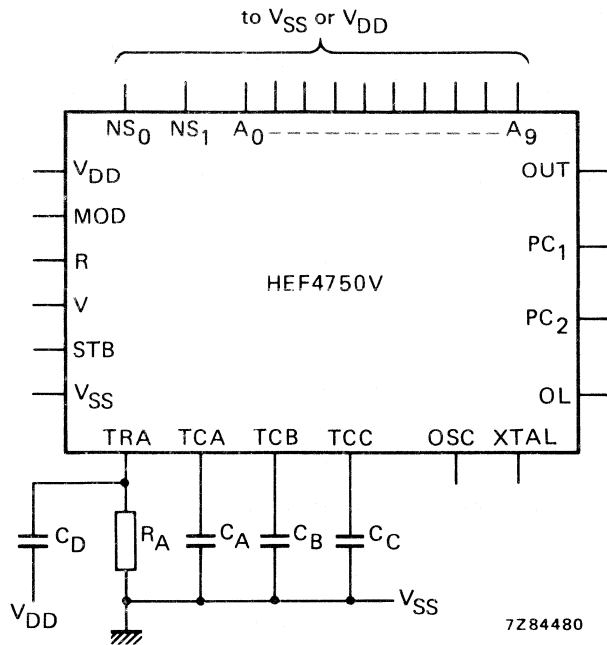 to VSS or VDD
NS0 NS1 A0 A9
VDD OUT
MOD
R PC1
HEF4750V
V PC2
STB
VSS OL
TRA TCA TCB TCC OSC XTAL
CD RA CA CB CC
VDD VSS
7Z84480